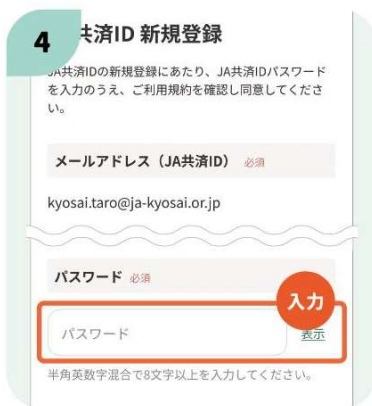 4
共済ID 新規登録
JA共済IDの新規登録にあたり、JA共済IDパスワード
を入力のうえ、ご利用規約を確認し同意してくださ
い。
メールアドレス（JA共済ID） 必須
kyosai.taro@ja-kyosai.or.jp
パスワード 必須
入力
パスワード 表示
半角英数字混合で8文字以上を入力してください。